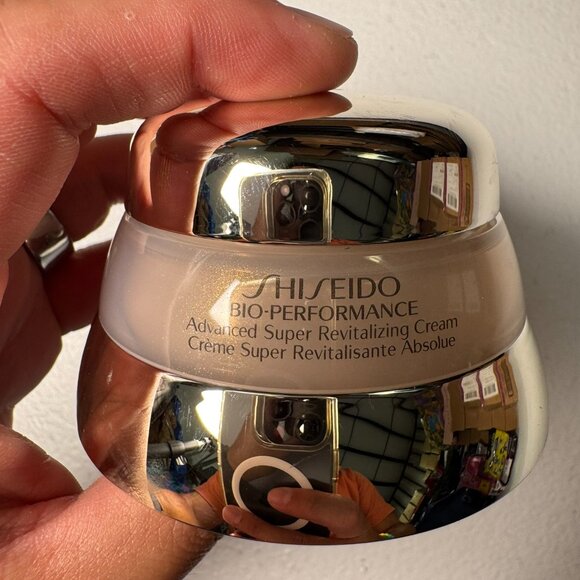 SHISEIDO
BIO-PERFORMANCE
Advanced Super Revitalizing Cream
Crème Super Revitalisante Absolue